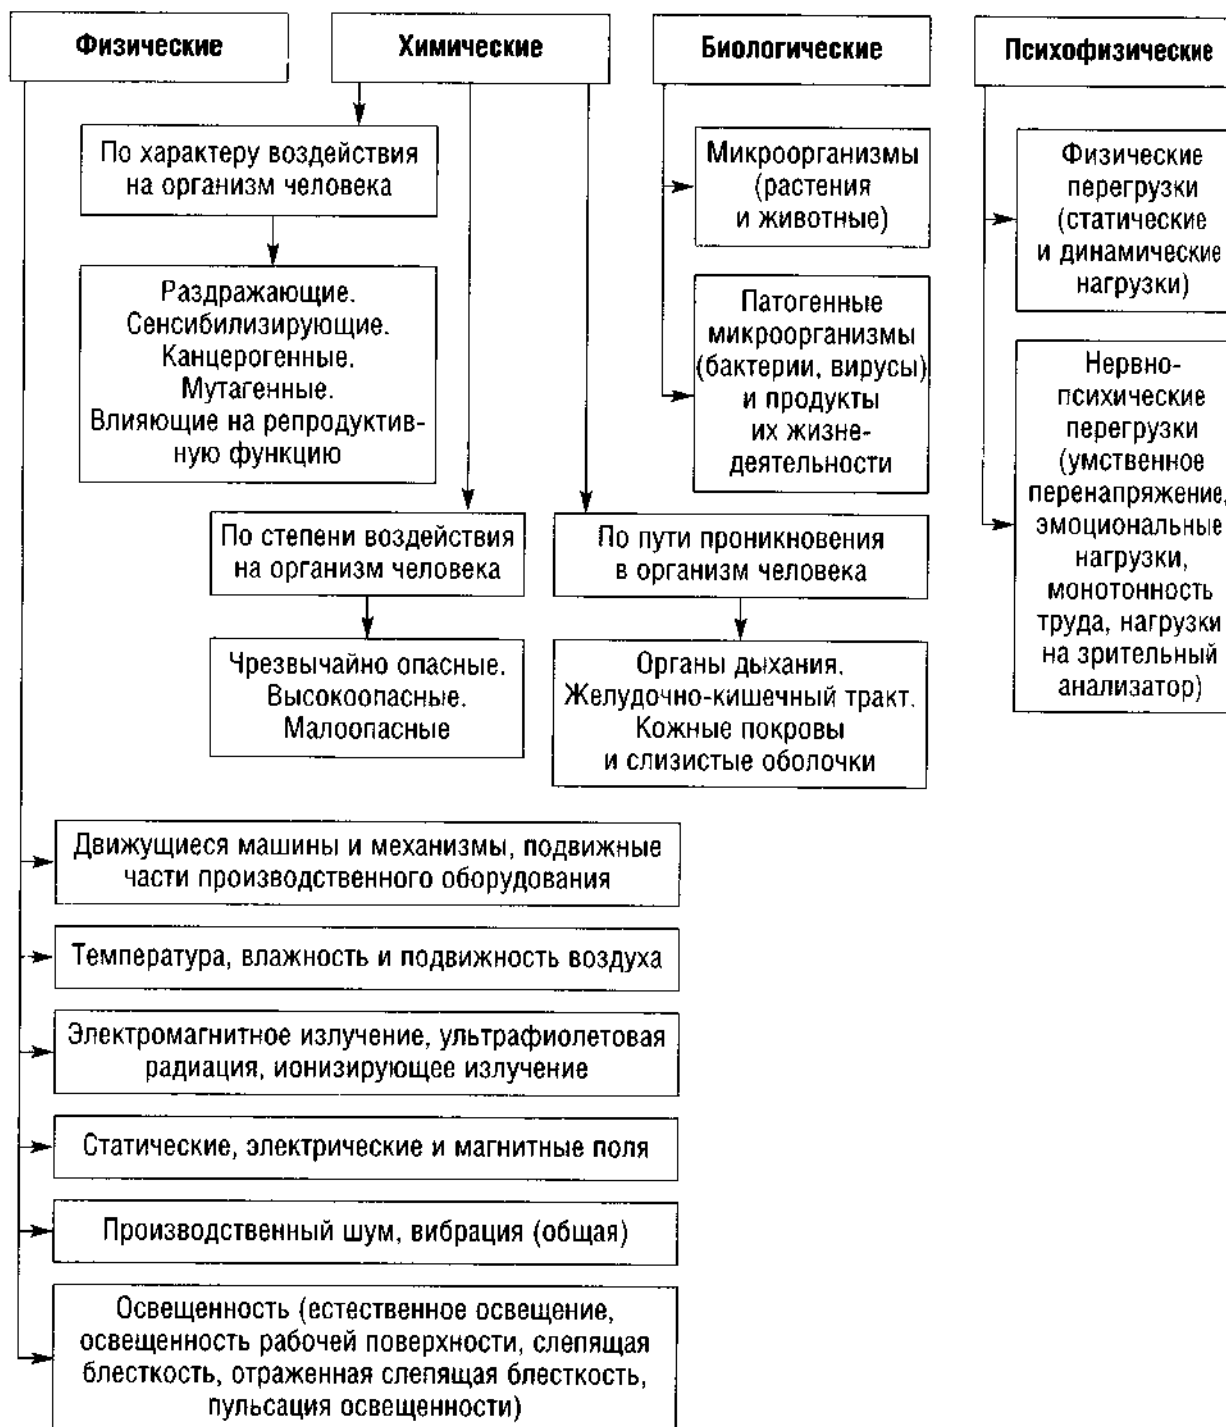 Физические
Химические
Биологические
Психофизические
По характеру воздействия
на организм человека
Раздражающие.
Сенсибилизирующие.
Канцерогенные.
Мутагенные.
Влияющие на репродуктив-
ную функцию
По степени воздействия
на организм человека
Чрезвычайно опасные.
Высокоопасные.
Малоопасные
По пути проникновения
в организм человека
Органы дыхания.
Желудочно-кишечный тракт.
Кожные покровы
и слизистые оболочки
Микроорганизмы
(растения
и животные)
Патогенные
микроорганизмы
(бактерии, вирусы)
и продукты
их жизне-
деятельности
Физические
перегрузки
(статические
и динамические
нагрузки)
Нервно-
психические
перегрузки
(умственное
перенапряжение,
эмоциональные
нагрузки,
монотонность
труда, нагрузки
на зрительный
анализатор)
Движущиеся машины и механизмы, подвижные
части производственного оборудования
Температура, влажность и подвижность воздуха
Электромагнитное излучение, ультрафиолетовая
радиация, ионизирующее излучение
Статические, электрические и магнитные поля
Производственный шум, вибрация (общая)
Освещенность (естественное освещение,
освещенность рабочей поверхности, слепящая
блесткость, отраженная слепящая блесткость,
пульсация освещенности)